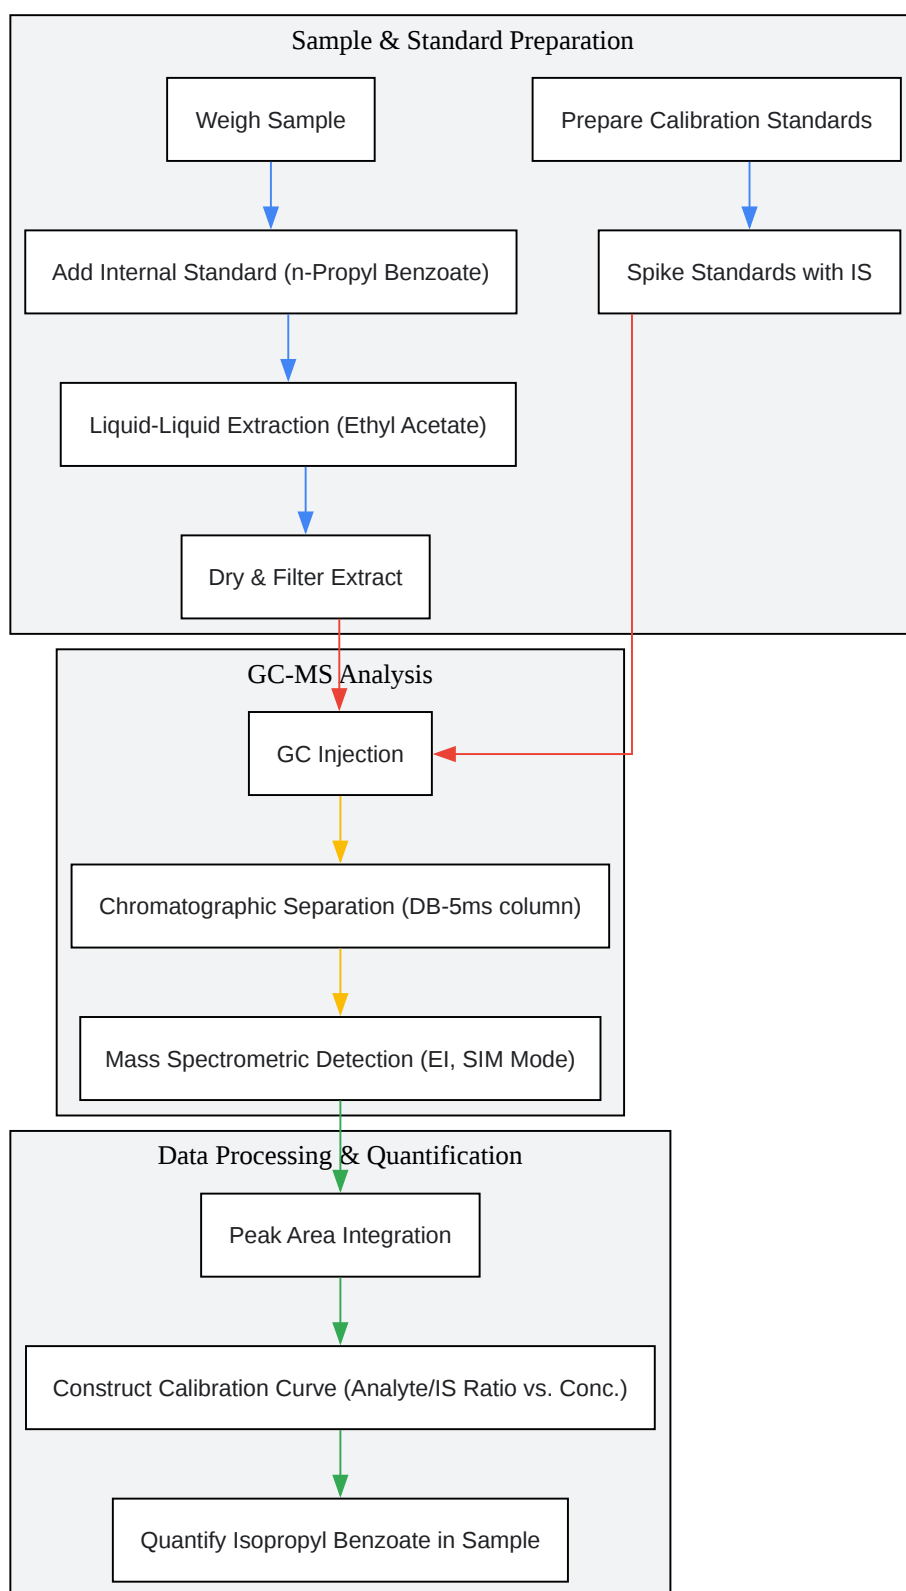 Sample & Standard Preparation
Weigh Sample
Prepare Calibration Standards
Add Internal Standard (n-Propyl Benzoate)
Spike Standards with IS
Liquid-Liquid Extraction (Ethyl Acetate)
Dry & Filter Extract
GC-MS Analysis
GC Injection
Chromatographic Separation (DB-5ms column)
Mass Spectrometric Detection (EI, SIM Mode)
Data Processing & Quantification
Peak Area Integration
Construct Calibration Curve (Analyte/IS Ratio vs. Conc.)
Quantify Isopropyl Benzoate in Sample